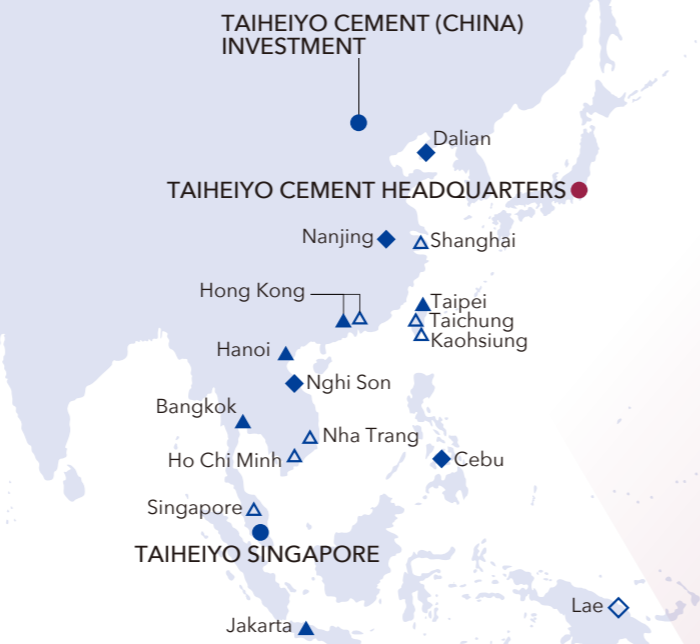 TAIHEIYO CEMENT (CHINA)
INVESTMENT
Dalian
TAIHEIYO CEMENT HEADQUARTERS
Nanjing
Shanghai
Hong Kong
Taipei
Taichung
Kaohsiung
Hanoi
Nghi Son
Bangkok
Nha Trang
Ho Chi Minh
Cebu
Singapore
TAIHEIYO SINGAPORE
Lae
Jakarta